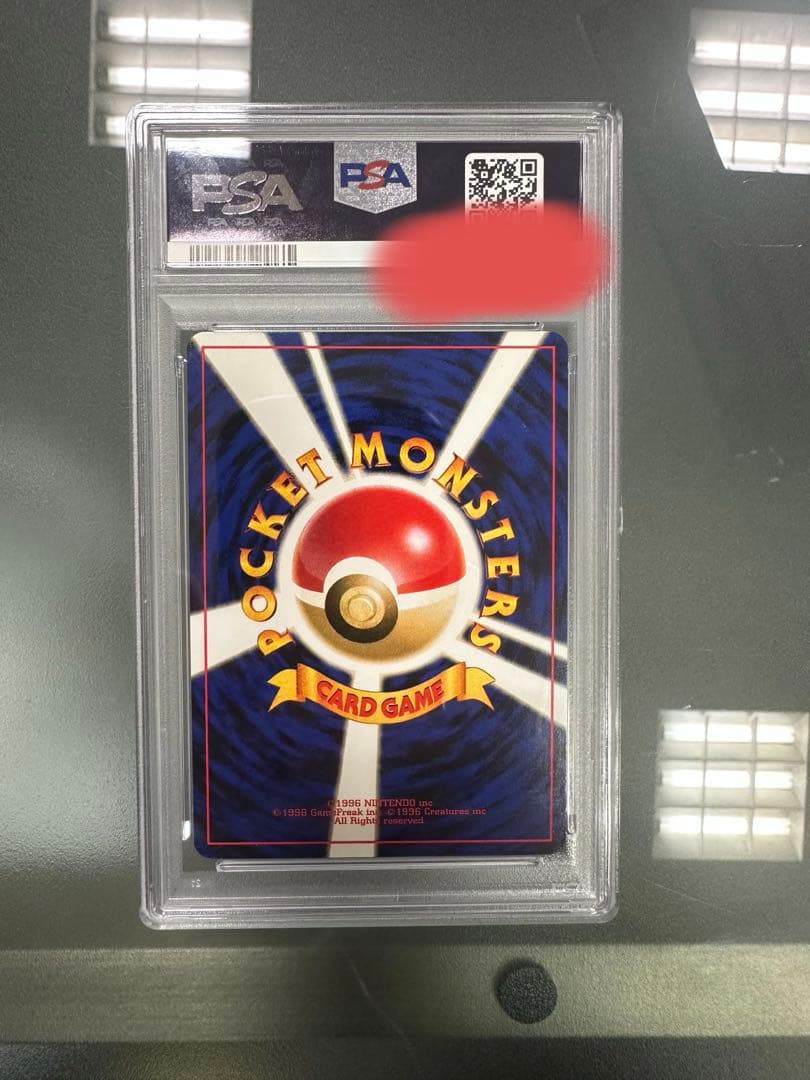 PSA PSA
POCKET MONSTERS
CARD GAME
©1996 NINTENDO inc
©1996 GameFreak inc ©1996 Creatures inc
All Rights reserved.